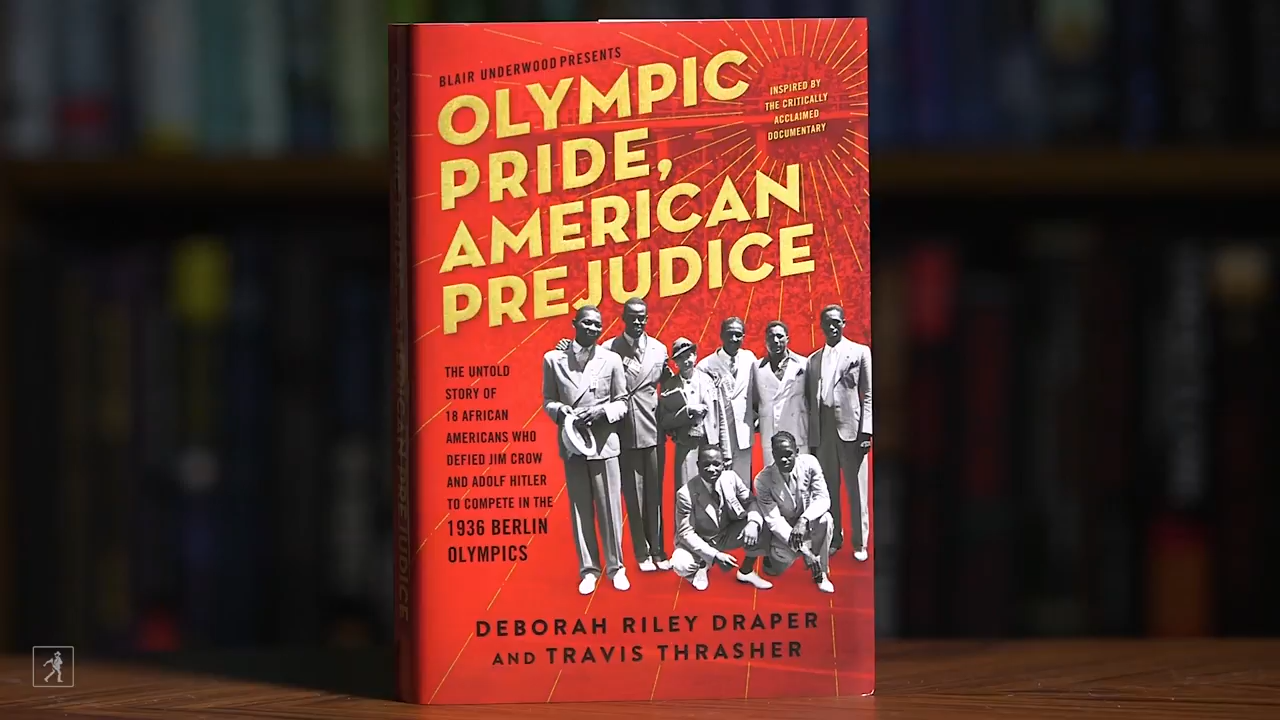 BLAIR UNDERWOOD PRESENTS
OLYMPIC
PRIDE,
AMERICAN
PREJUDICE
INSPIRED BY
THE CRITICALLY
ACCLAIMED
DOCUMENTARY
THE UNTOLD
STORY OF
18 AFRICAN
AMERICANS WHO
DEFIED JIM CROW
AND ADOLF HITLER
TO COMPETE IN THE
1936 BERLIN
OLYMPICS
DEBORAH RILEY DRAPER
AND TRAVIS THRASHER